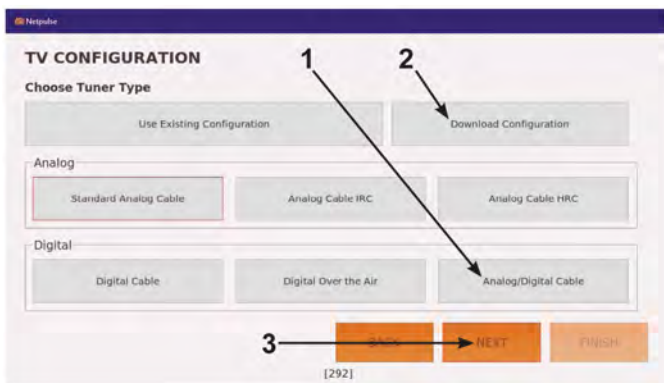 Netpulse
TV CONFIGURATION
1
2
Choose Tuner Type
Use Existing Configuration
Download Configuration
Analog
Standard Analog Cable
Analog Cable IRC
Analog Cable HRC
Digital
Digital Cable
Digital Over the Air
Analog/Digital Cable
3
BACK
NEXT
FINISH
[292]